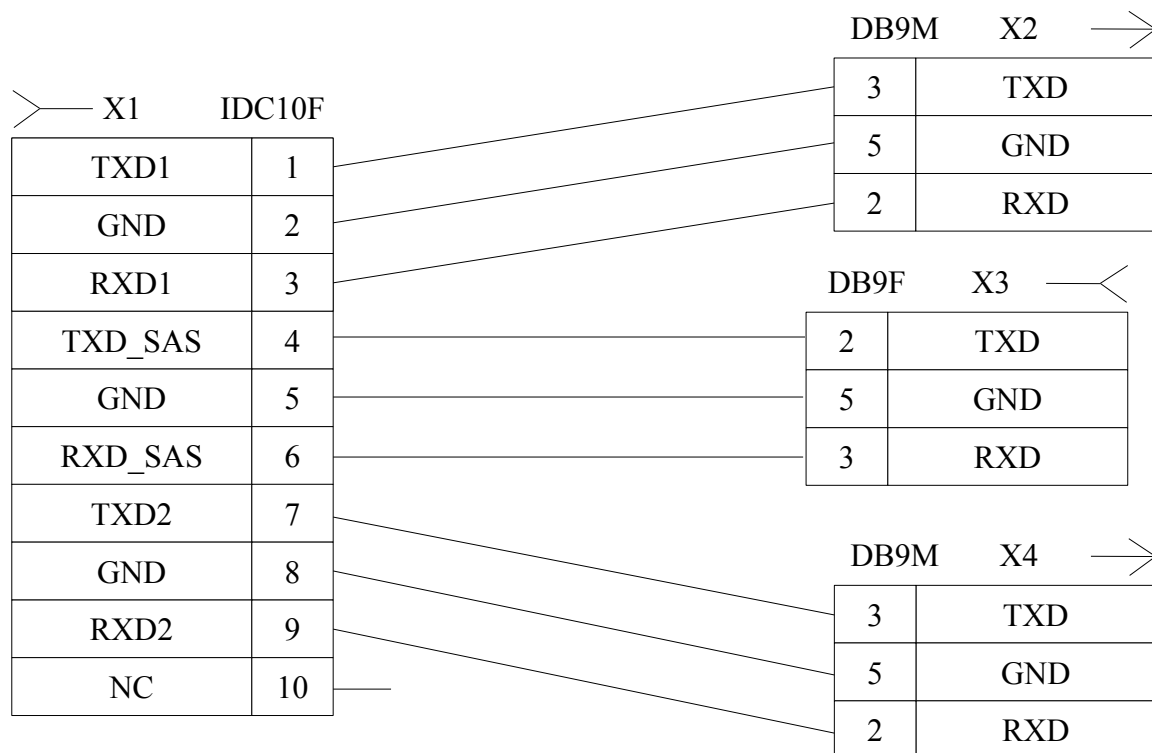 X1 IDC10F
TXD1 1
GND 2
RXD1 3
TXD_SAS 4
GND 5
RXD_SAS 6
TXD2 7
GND 8
RXD2 9
NC 10
DB9M X2
3 TXD
5 GND
2 RXD
DB9F X3
2 TXD
5 GND
3 RXD
DB9M X4
3 TXD
5 GND
2 RXD